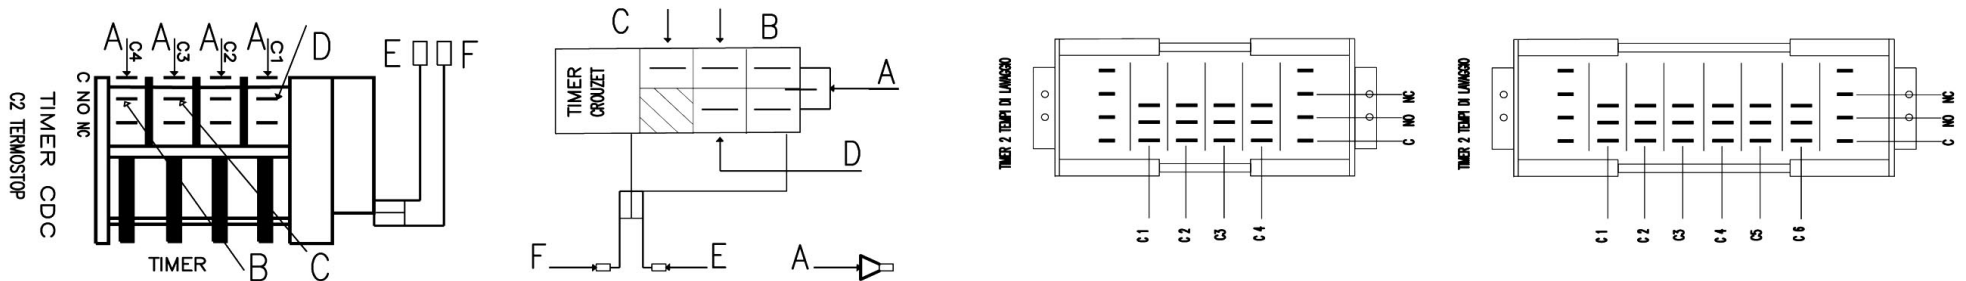 A A A A D E F
C4 C3 C2 C1
C NO NC
TIMER CDC
C2 TERMOSTOP
TIMER
B C
C B
TIMER
CROUZET
A
D
F E A
TIMER 2 TEMPI DI LAVAGGIO
NC
NO
C
C1 C2 C3 C4
TIMER 2 TEMPI DI LAVAGGIO
NC
NO
C
C1 C2 C3 C4 C5 C6